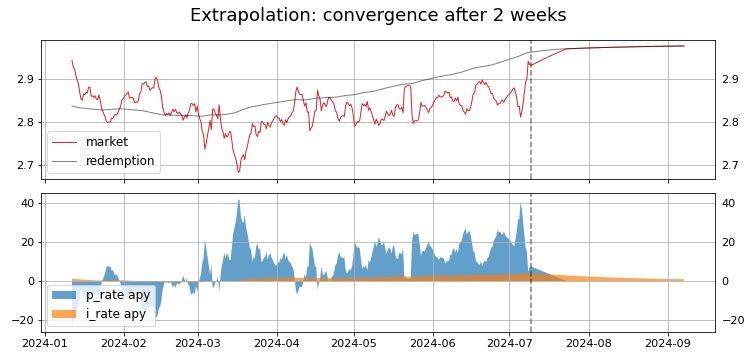 Extrapolation: convergence after 2 weeks
2.9
2.8
2.7
2.9
2.8
2.7
market
redemption
40
20
0
−20
40
20
0
−20
p_rate apy
i_rate apy
2024-01 2024-02 2024-03 2024-04 2024-05 2024-06 2024-07 2024-08 2024-09